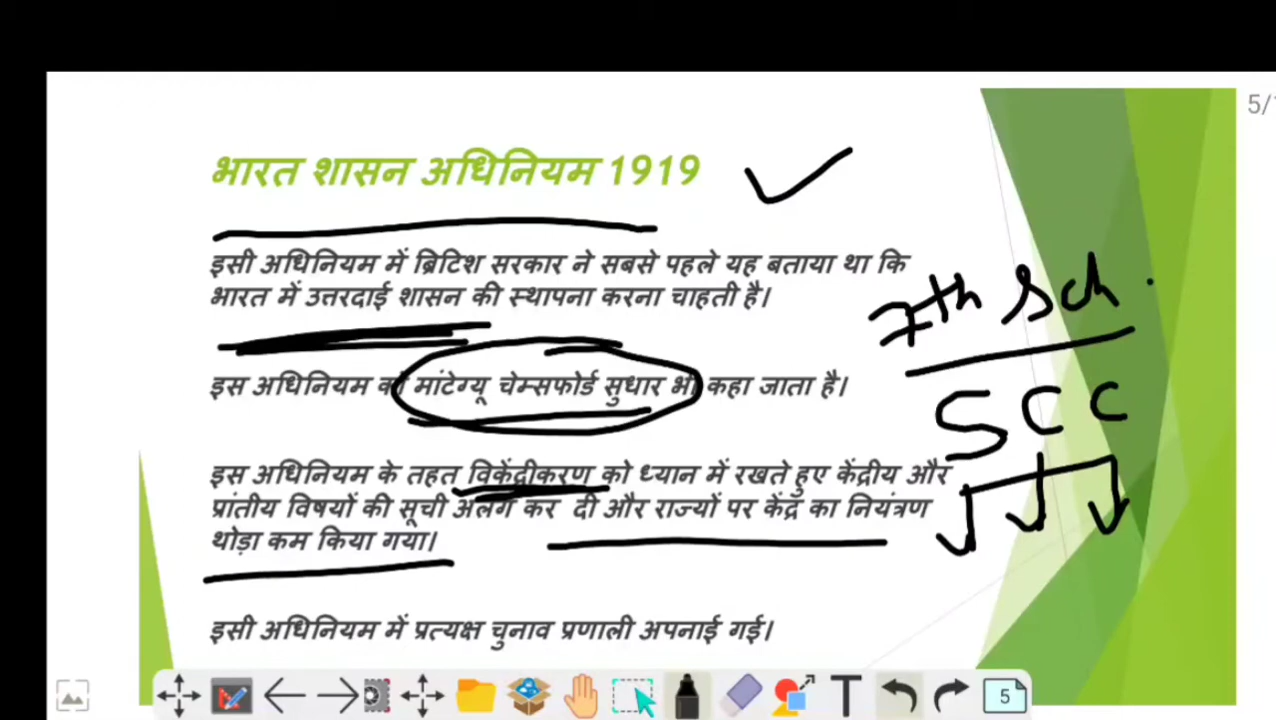 5/1
भारत शासन अधिनियम 1919
इसी अधिनियम में ब्रिटिश सरकार ने सबसे पहले यह बताया था कि
भारत में उत्तरदाई शासन की स्थापना करना चाहती है।
7th Sch.
इस अधिनियम को मांटेग्यू चेम्सफोर्ड सुधार भी कहा जाता है।
S C C
इस अधिनियम के तहत विकेंद्रीकरण को ध्यान में रखते हुए केंद्रीय और
प्रांतीय विषयों की सूची अलग कर दी और राज्यों पर केंद्र का नियंत्रण
थोड़ा कम किया गया।
इसी अधिनियम में प्रत्यक्ष चुनाव प्रणाली अपनाई गई।
T
5